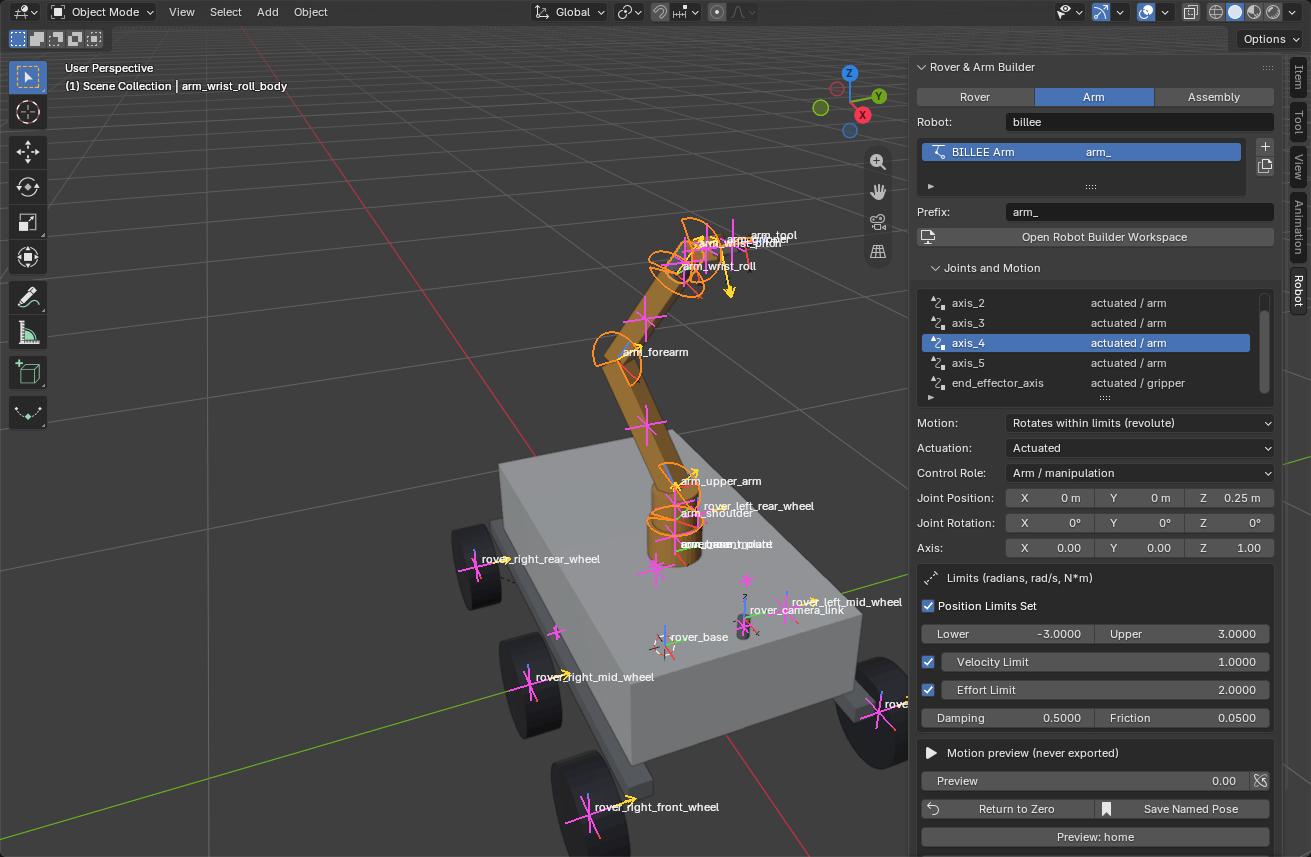 Object Mode
View
Select
Add
Object
Global
Options
User Perspective
(1) Scene Collection | arm_wrist_roll_body
Z
Y
X
arm_tool
arm_wrist_roll
arm_forearm
arm_upper_arm
rover_left_rear_wheel
arm_shoulder
rover_right_rear_wheel
rover_left_mid_wheel
rover_camera_link
rover_base
rover_right_mid_wheel
rove
rover_right_front_wheel
Rover & Arm Builder
Rover
Arm
Assembly
Robot:
billee
BILLEE Arm
arm_
Prefix:
arm_
Open Robot Builder Workspace
Joints and Motion
axis_2
actuated / arm
axis_3
actuated / arm
axis_4
actuated / arm
axis_5
actuated / arm
end_effector_axis
actuated / gripper
Motion:
Rotates within limits (revolute)
Actuation:
Actuated
Control Role:
Arm / manipulation
Joint Position:
X 0 m
Y 0 m
Z 0.25 m
Joint Rotation:
X 0°
Y 0°
Z 0°
Axis:
X 0.00
Y 0.00
Z 1.00
Limits (radians, rad/s, N*m)
Position Limits Set
Lower -3.0000
Upper 3.0000
Velocity Limit 1.0000
Effort Limit 2.0000
Damping 0.5000
Friction 0.0500
Motion preview (never exported)
Preview 0.00
Return to Zero
Save Named Pose
Preview: home
Item
Tool
View
Animation
Robot